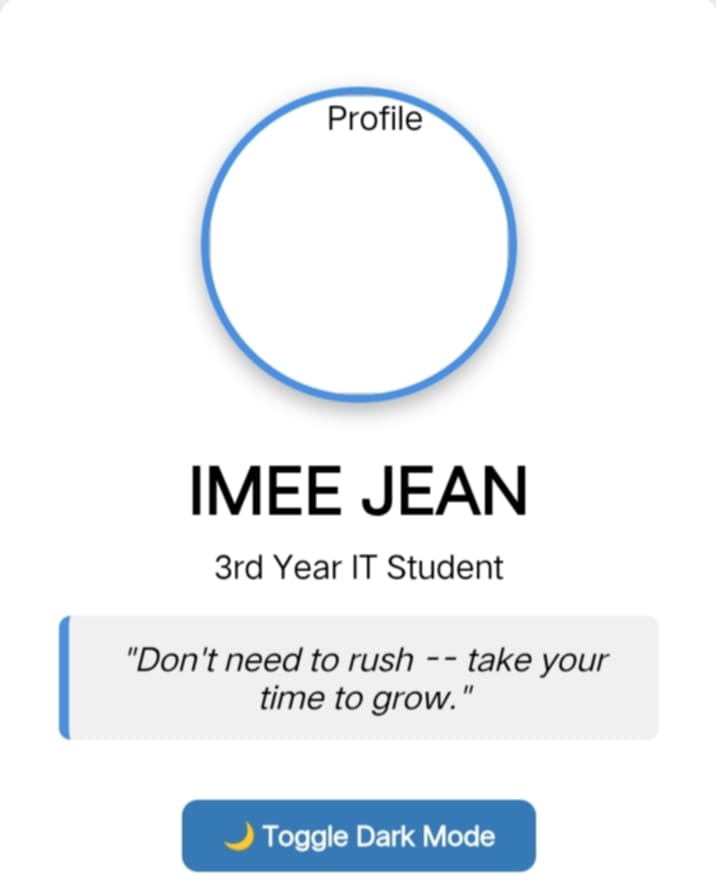 Profile
IMEE JEAN
3rd Year IT Student
"Don't need to rush -- take your
time to grow."
🌙 Toggle Dark Mode